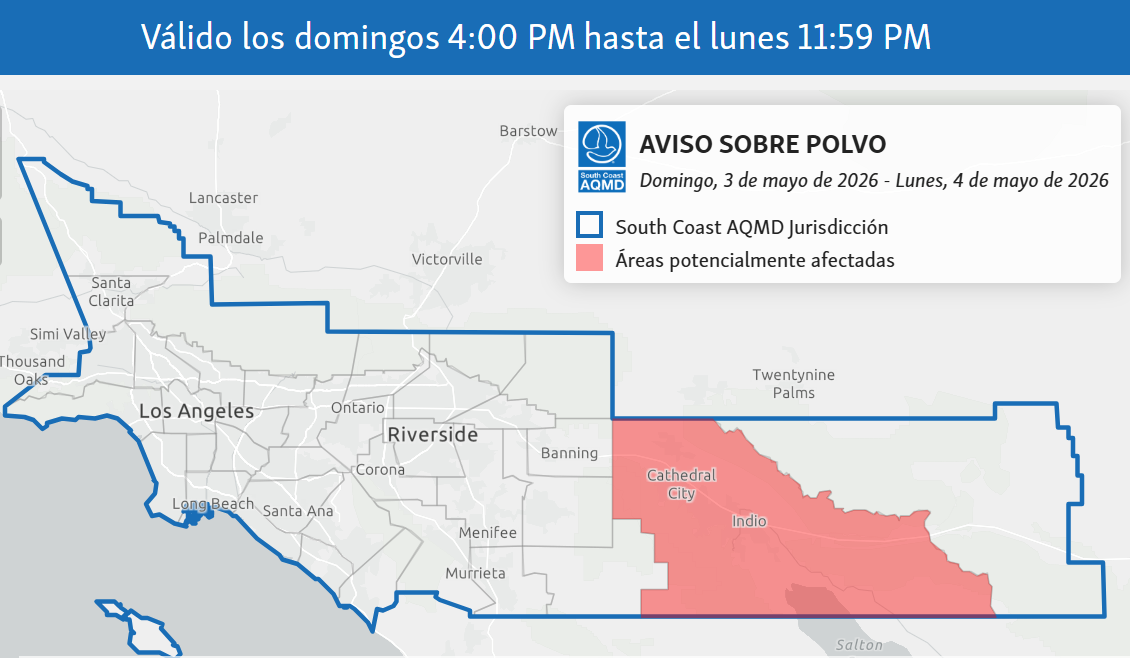 Válido los domingos 4:00 PM hasta el lunes 11:59 PM
Barstow
South Coast
AQMD
AVISO SOBRE POLVO
Domingo, 3 de mayo de 2026 - Lunes, 4 de mayo de 2026
South Coast AQMD Jurisdicción
Áreas potencialmente afectadas
Lancaster
Palmdale
Victorville
Santa
Clarita
Simi Valley
Thousand
Oaks
Twentynine
Palms
Los Angeles
Ontario
Riverside
Banning
Corona
Cathedral
City
Long Beach
Santa Ana
Indio
Menifee
Murrieta
Salton